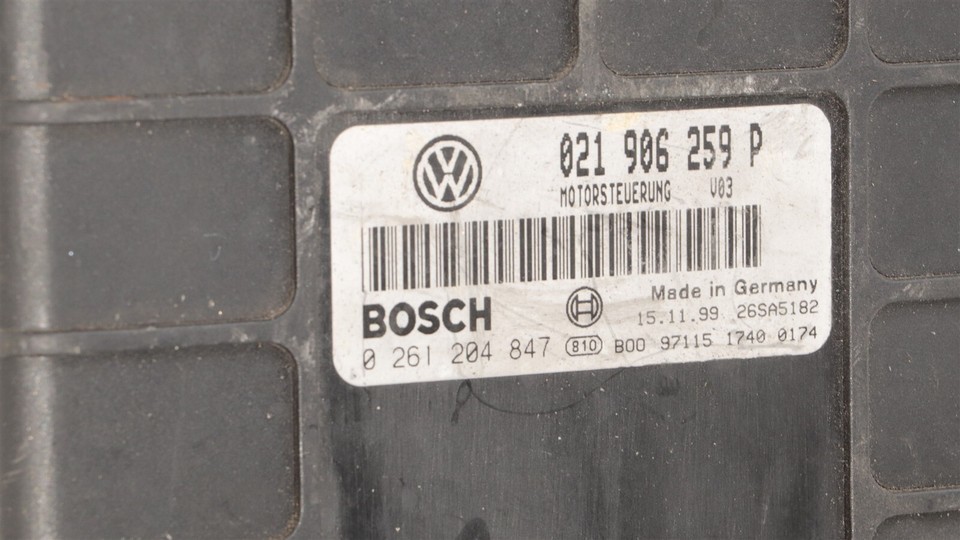 021 906 259 P
MOTORSTEUERUNG V03
BOSCH
Made in Germany
15.11.99 26SA5182
0 261 204 847 810 B00 97115 1740 0174